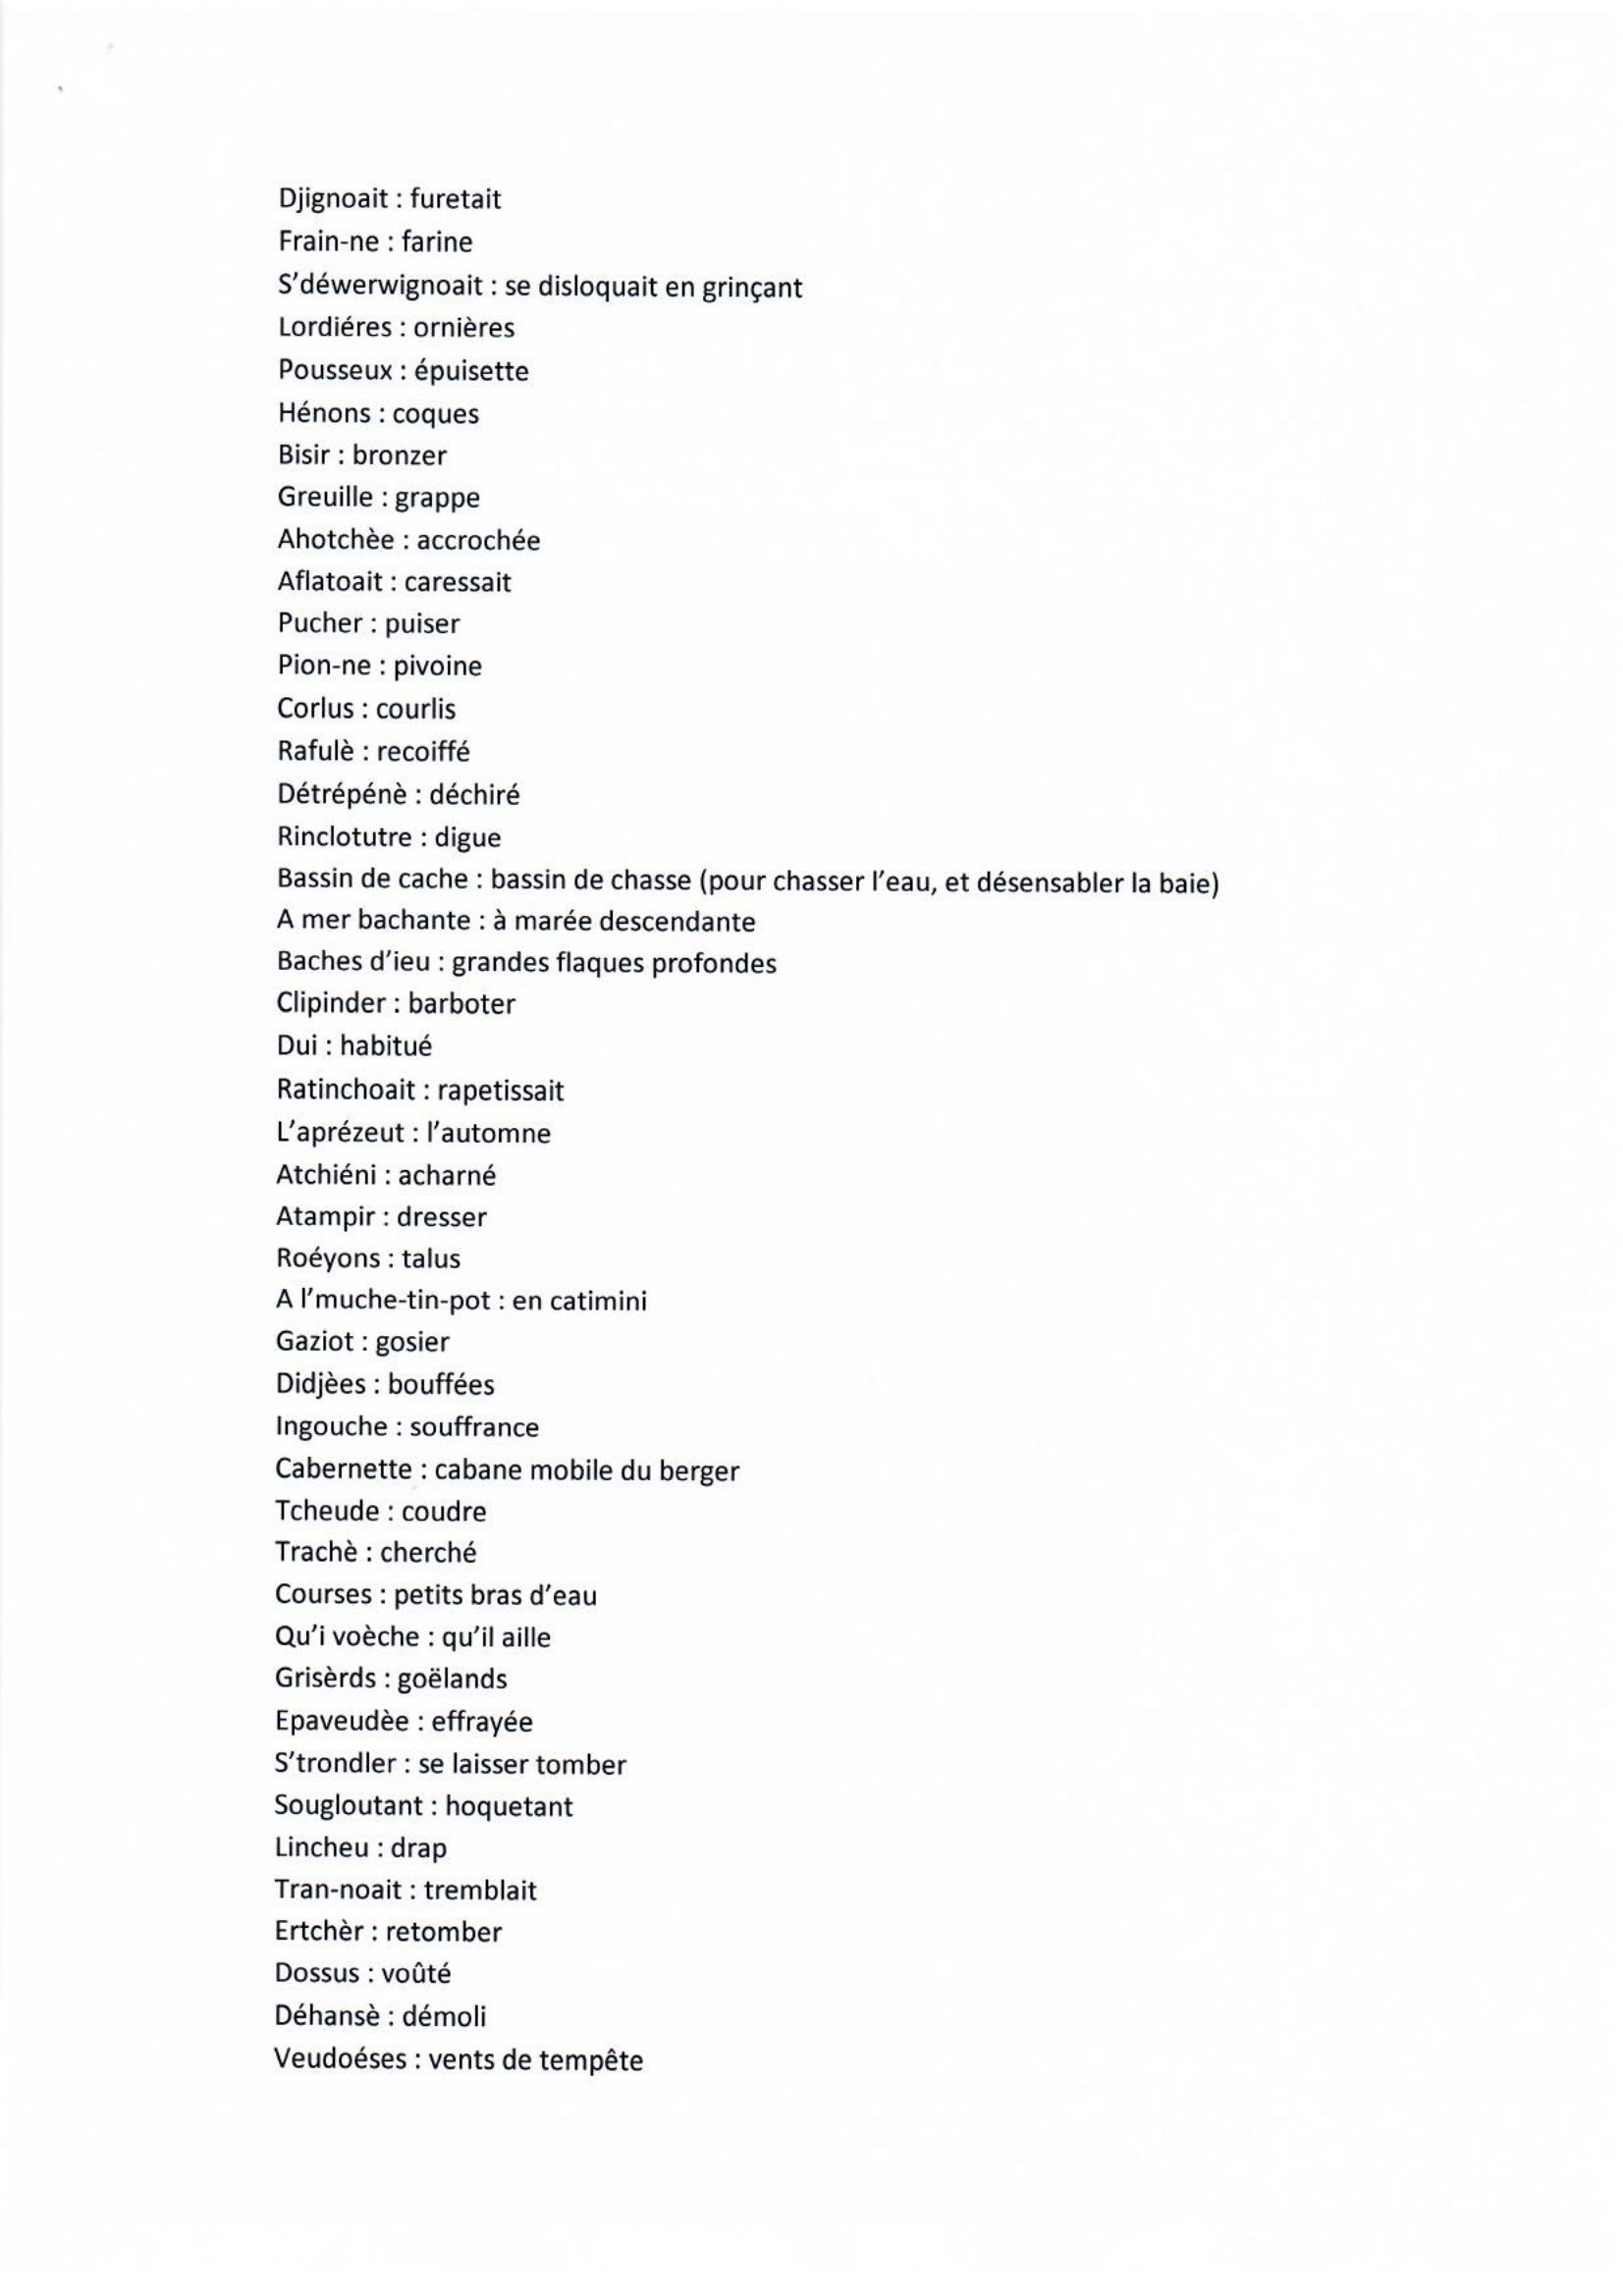 Djignoait : furetait
Frain-ne : farine
S'déwerwignoait : se disloquait en grinçant
Lordiéres : ornières
Pousseux : épuisette
Hénons : coques
Bisir : bronzer
Greuille : grappe
Ahotchèe : accrochée
Aflatoait : caressait
Pucher : puiser
Pion-ne : pivoine
Corlus : courlis
Rafulè : recoiffé
Détrépénè : déchiré
Rinclotutre : digue
Bassin de cache : bassin de chasse (pour chasser l'eau, et désensabler la baie)
A mer bachante : à marée descendante
Baches d'ieu : grandes flaques profondes
Clipinder : barboter
Dui : habitué
Ratinchoait : rapetissait
L'aprézeut : l'automne
Atchiéni : acharné
Atampir : dresser
Roéyons : talus
A l'muche-tin-pot : en catimini
Gaziot : gosier
Didjèes : bouffées
Ingouche : souffrance
Cabernette : cabane mobile du berger
Tcheude : coudre
Trachè : cherché
Courses : petits bras d'eau
Qu'i voèche : qu'il aille
Grisèrds : goëlands
Epaveudèe : effrayée
S'trondler : se laisser tomber
Sougloutant : hoquetant
Lincheu : drap
Tran-noait : tremblait
Ertchèr : retomber
Dossus : voûté
Déhansè : démoli
Veudoéses : vents de tempête